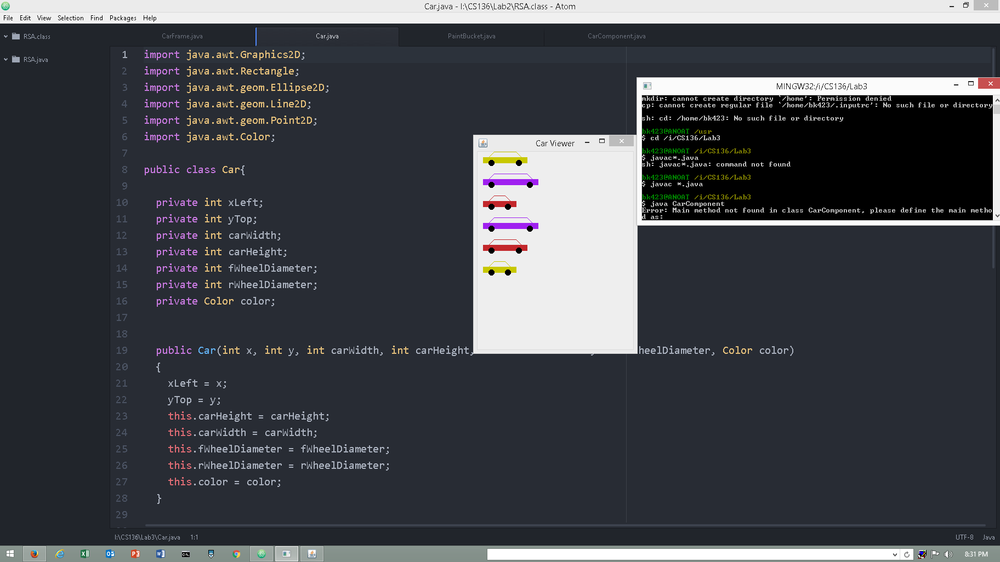 Car.java - I:\CS136\Lab2\RSA.class - Atom
File Edit View Selection Find Packages Help
RSA.class
RSA.java
CarFrame.java Car.java PaintBucket.java CarComponent.java
1 import java.awt.Graphics2D;
2 import java.awt.Rectangle;
3 import java.awt.geom.Ellipse2D;
4 import java.awt.geom.Line2D;
5 import java.awt.geom.Point2D;
6 import java.awt.Color;
7
8 public class Car{
9
10 private int xLeft;
11 private int yTop;
12 private int carWidth;
13 private int carHeight;
14 private int fWheelDiameter;
15 private int rWheelDiameter;
16 private Color color;
17
18
19 public Car(int x, int y, int carWidth, int carHeight, heelDiameter, Color color)
20 {
21 xLeft = x;
22 yTop = y;
23 this.carHeight = carHeight;
24 this.carWidth = carWidth;
25 this.fWheelDiameter = fWheelDiameter;
26 this.rWheelDiameter = rWheelDiameter;
27 this.color = color;
28 }
29
Car Viewer
MINGW32:/i/CS136/Lab3
mkdir: cannot create directory `/home': Permission denied
cp: cannot create regular file `/home/bk423/.inputrc': No such file or directory
sh: cd: /home/bk423: No such file or directory
bk423@ANOAT /usr
$ cd /i/CS136/Lab3
bk423@ANOAT /i/CS136/Lab3
$ javac*.java
sh: javac*.java: command not found
bk423@ANOAT /i/CS136/Lab3
$ javac *.java
bk423@ANOAT /i/CS136/Lab3
$ java CarComponent
Error: Main method not found in class CarComponent, please define the main metho
d as:
I:\CS136\Lab3\Car.java 1:1
UTF-8 Java
8:31 PM